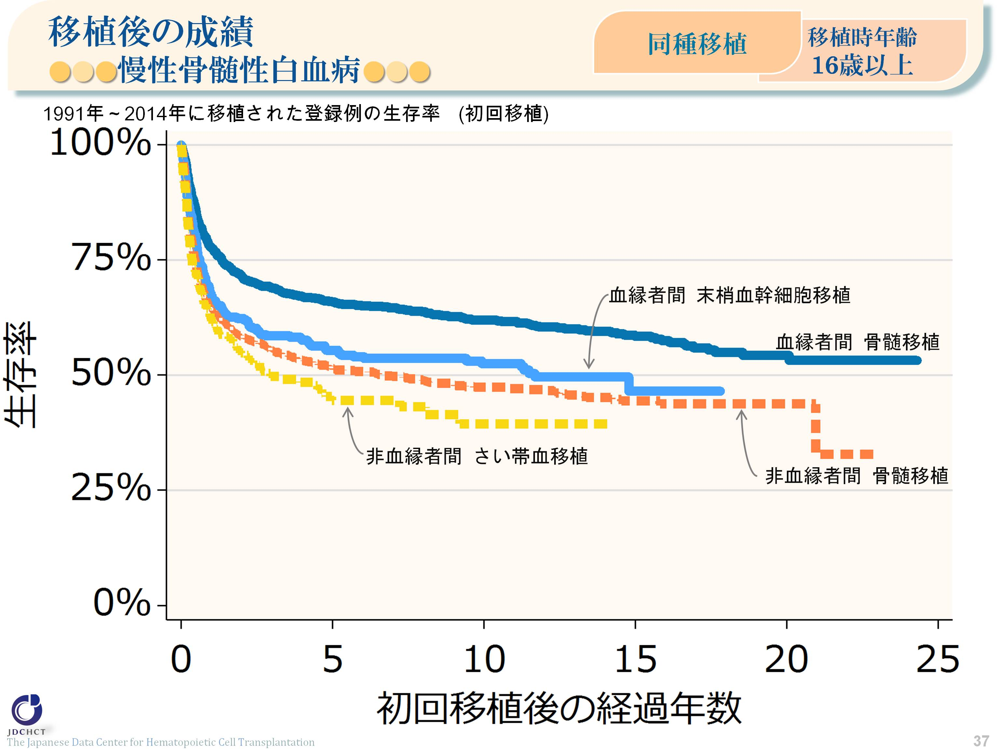 移植後の成績
慢性骨髄性白血病
同種移植
移植時年齢
16歳以上
1991年～2014年に移植された登録例の生存率　(初回移植)
100%
75%
50%
25%
0%
生存率
血縁者間 末梢血幹細胞移植
血縁者間 骨髄移植
非血縁者間 さい帯血移植
非血縁者間 骨髄移植
0 5 10 15 20 25
初回移植後の経過年数
JDCHCT
The Japanese Data Center for Hematopoietic Cell Transplantation
37